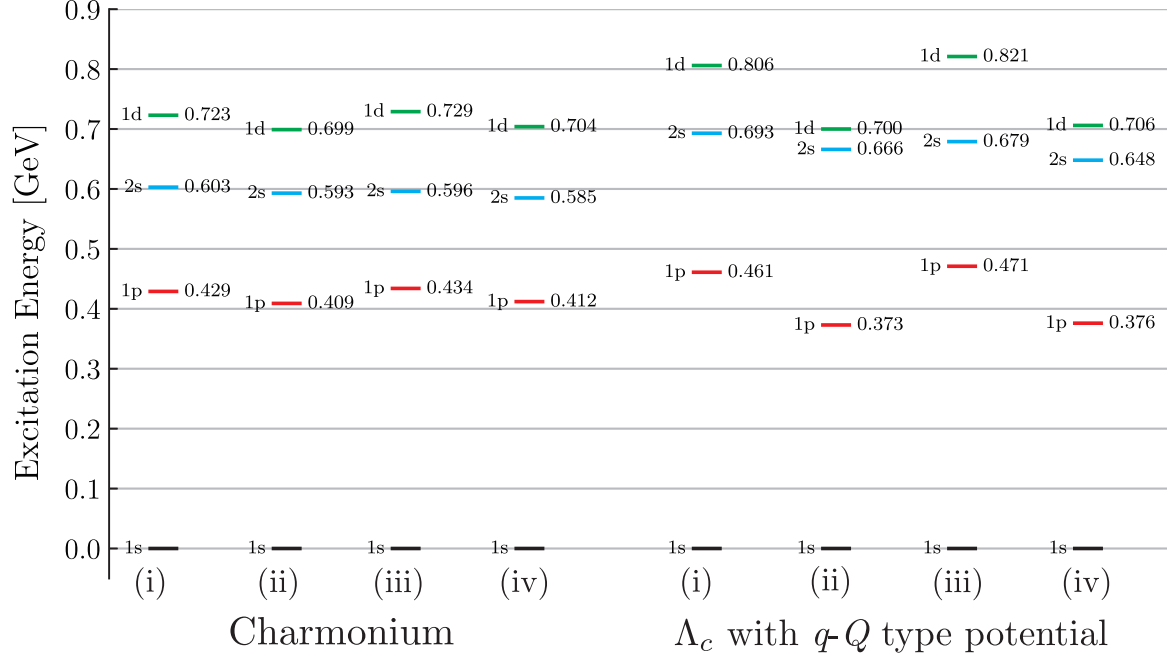 Excitation Energy [GeV]
0.9
0.8
0.7
0.6
0.5
0.4
0.3
0.2
0.1
0.0
1d 0.723
2s 0.603
1p 0.429
1s
(i)
1d 0.699
2s 0.593
1p 0.409
1s
(ii)
1d 0.729
2s 0.596
1p 0.434
1s
(iii)
1d 0.704
2s 0.585
1p 0.412
1s
(iv)
Charmonium
1d 0.806
2s 0.693
1p 0.461
1s
(i)
1d 0.700
2s 0.666
1p 0.373
1s
(ii)
1d 0.821
2s 0.679
1p 0.471
1s
(iii)
1d 0.706
2s 0.648
1p 0.376
1s
(iv)
Λc with q-Q type potential